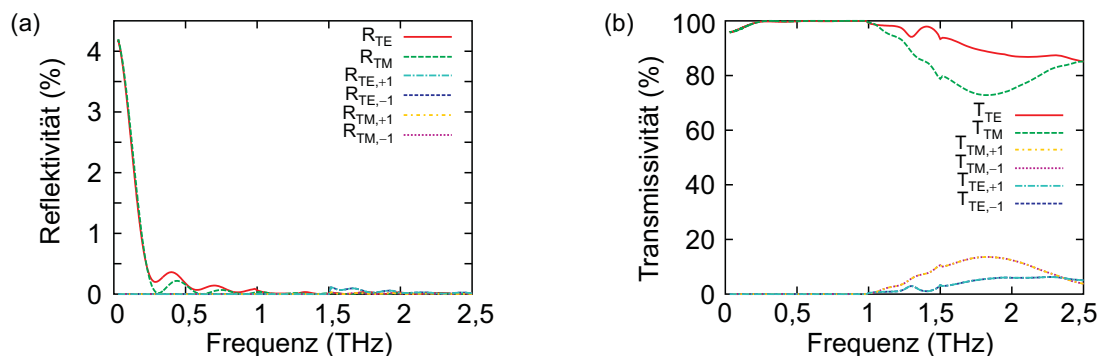 (a)
Reflektivität (%)
4
3
2
1
0
R_TE
R_TM
R_TE,+1
R_TE,−1
R_TM,+1
R_TM,−1
0
0,5
1
1,5
2
2,5
Frequenz (THz)
(b)
Transmissivität (%)
100
80
60
40
20
0
T_TE
T_TM
T_TM,+1
T_TM,−1
T_TE,+1
T_TE,−1
0
0,5
1
1,5
2
2,5
Frequenz (THz)